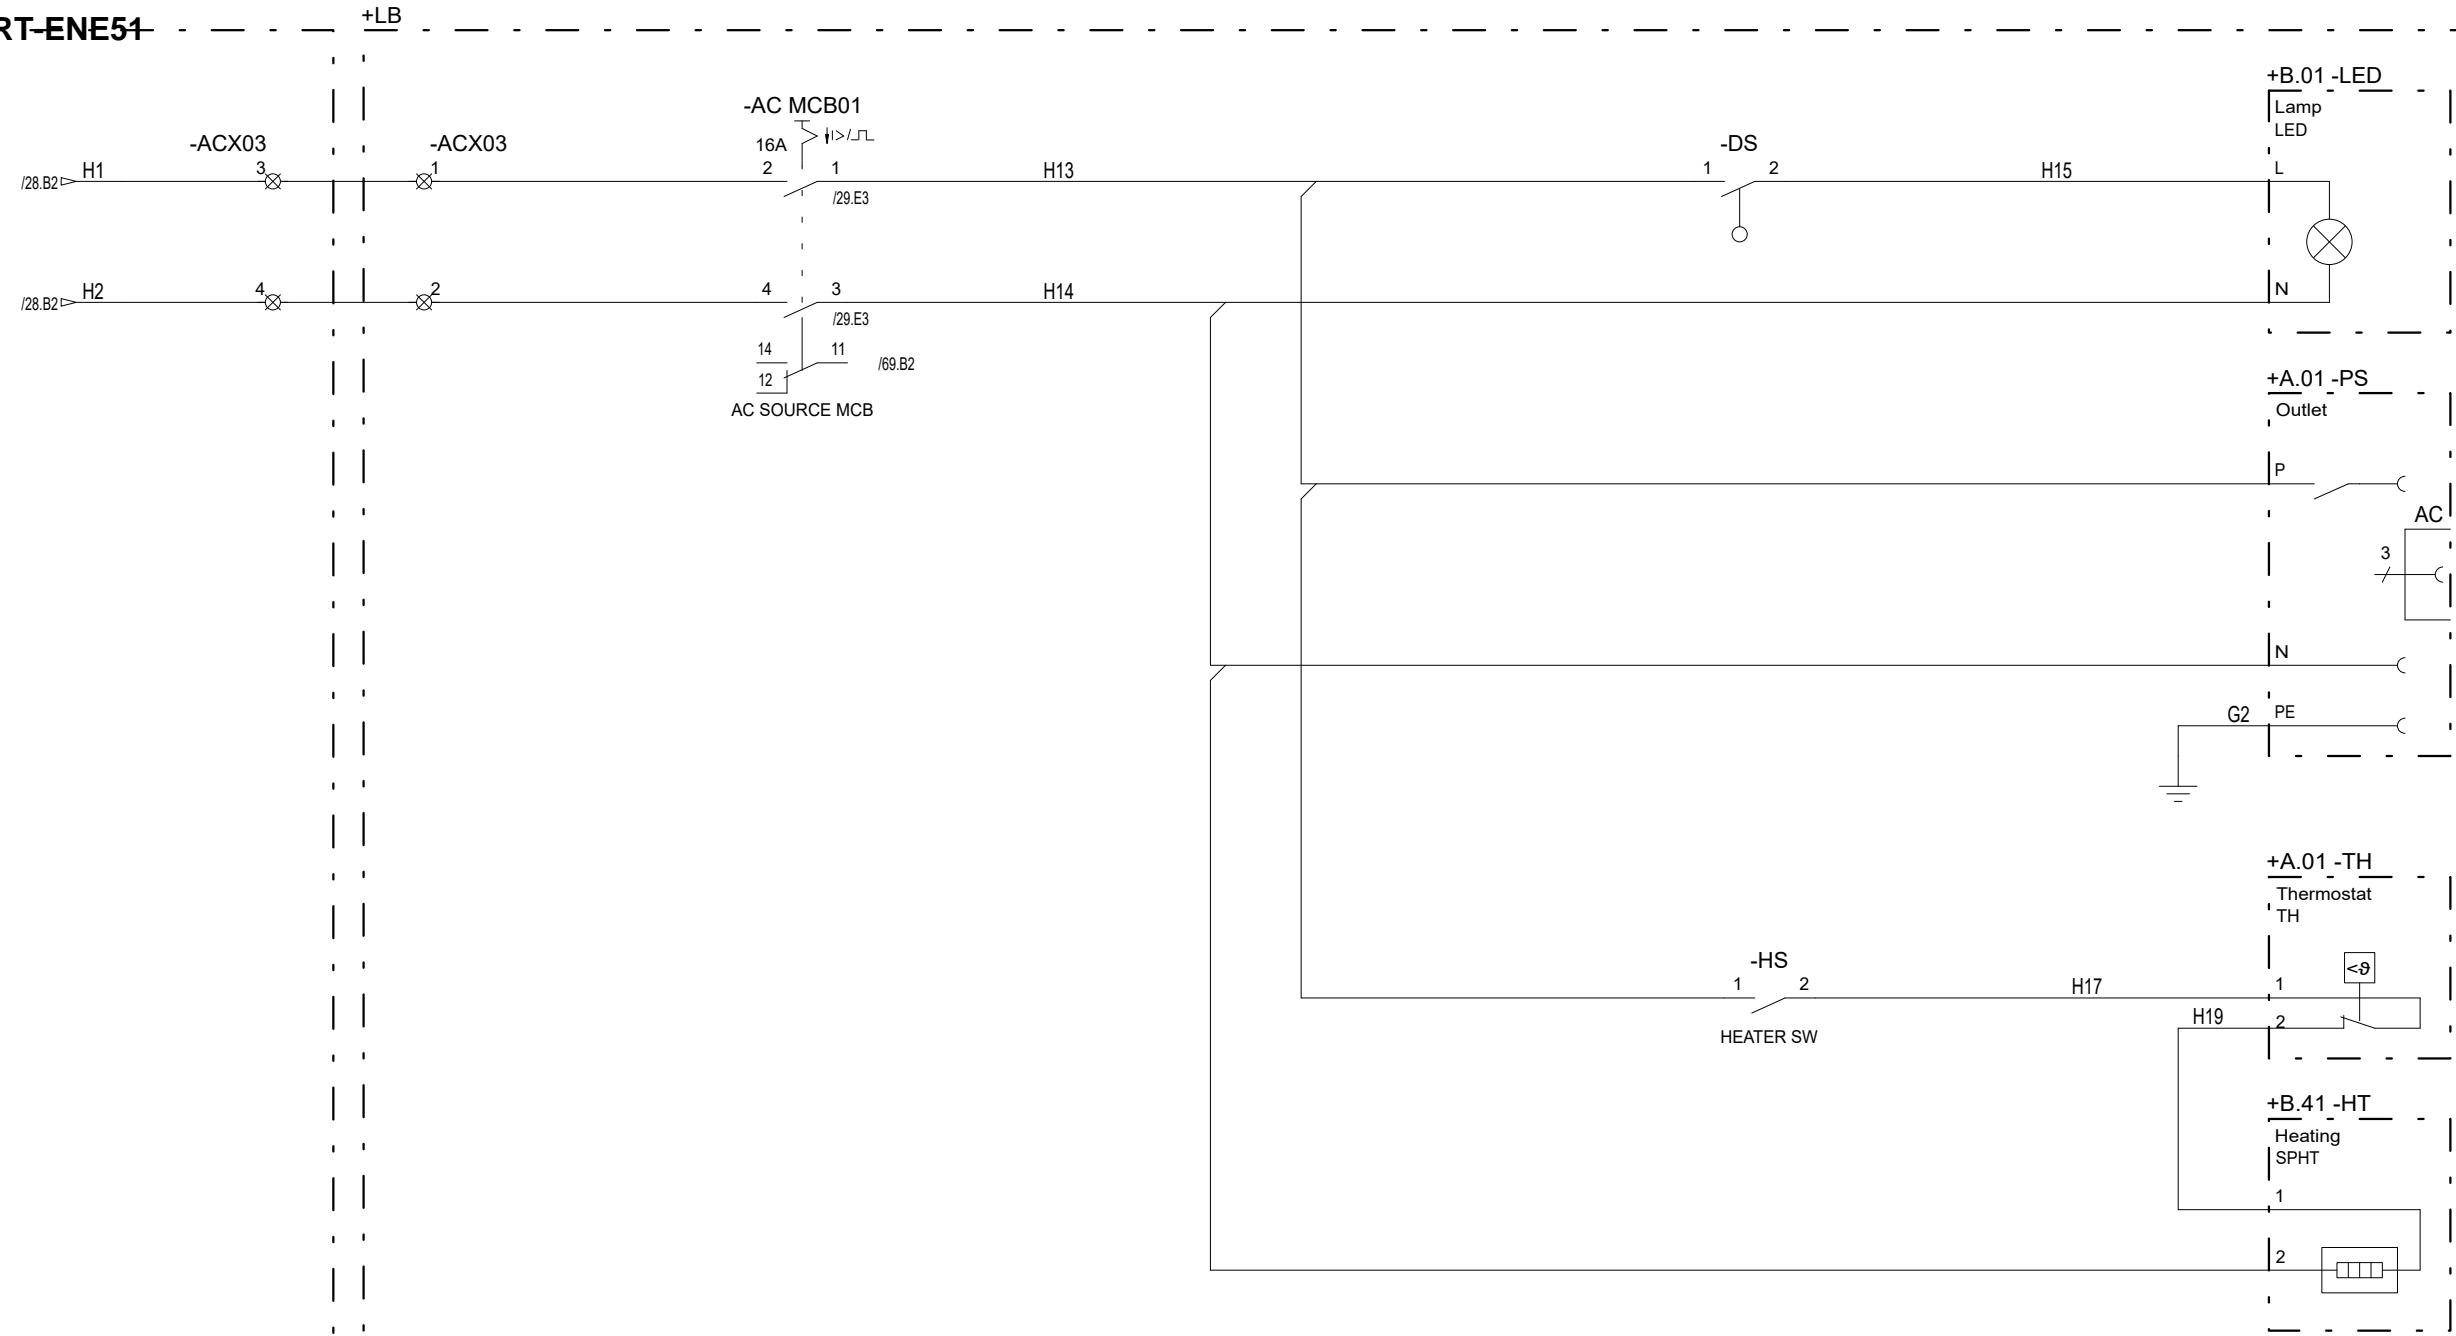 RT-ENE51
+LB
+B.01 -LED
Lamp
LED
-AC MCB01
I>/
-ACX03
-ACX03
16A
-DS
/28.B2
H1
3
1
2
1
H13
1
2
H15
L
/29.E3
/28.B2
H2
4
2
4
3
H14
N
/29.E3
14
11
/69.B2
12
AC SOURCE MCB
+A.01 -PS
Outlet
P
AC
3
N
G2
PE
+A.01 -TH
Thermostat
TH
-HS
<ϑ
1
2
H17
1
H19
2
HEATER SW
+B.41 -HT
Heating
SPHT
1
2